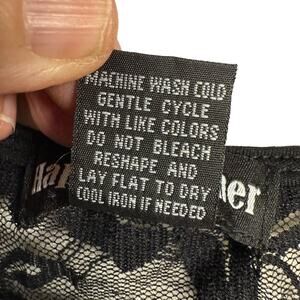 MACHINE WASH COLD
GENTLE CYCLE
WITH LIKE COLORS
DO NOT BLEACH
RESHAPE AND
LAY FLAT TO DRY
COOL IRON IF NEEDED